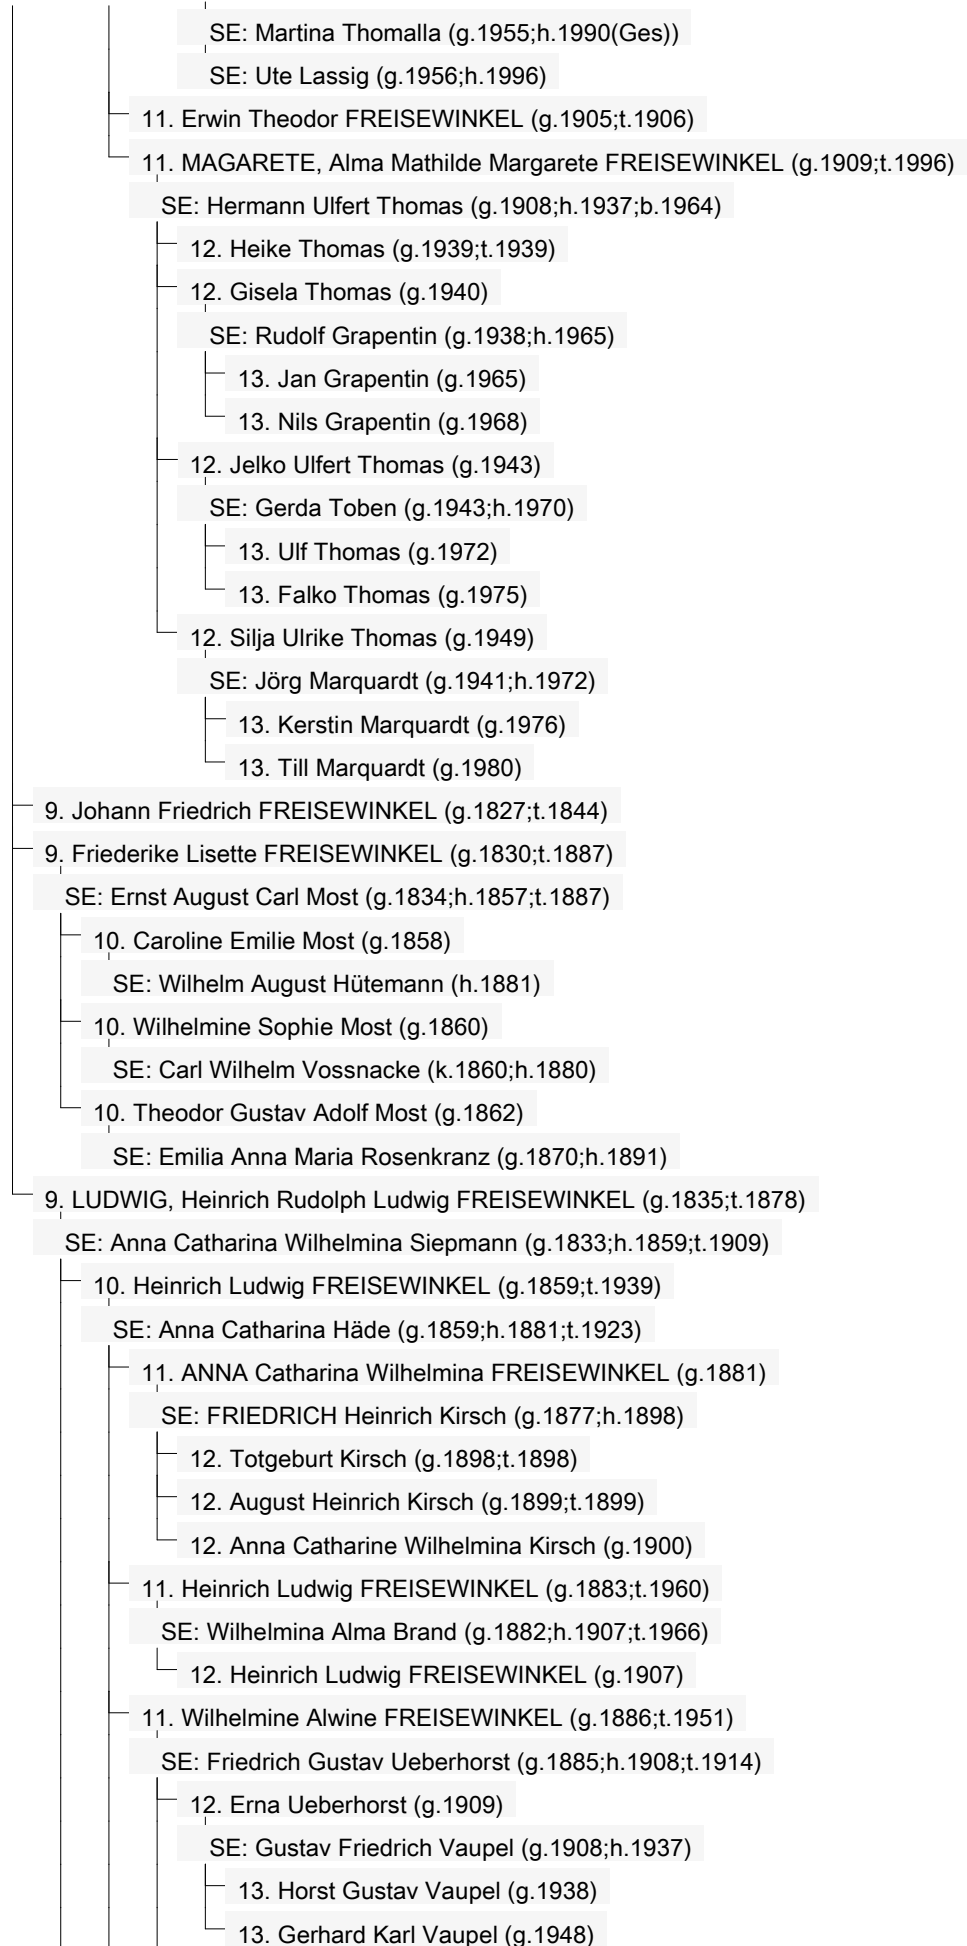 SE: Martina Thomalla (g.1955;h.1990(Ges))
SE: Ute Lassig (g.1956;h.1996)
11. Erwin Theodor FREISEWINKEL (g.1905;t.1906)
11. MAGARETE, Alma Mathilde Margarete FREISEWINKEL (g.1909;t.1996)
SE: Hermann Ulfert Thomas (g.1908;h.1937;b.1964)
12. Heike Thomas (g.1939;t.1939)
12. Gisela Thomas (g.1940)
SE: Rudolf Grapentin (g.1938;h.1965)
13. Jan Grapentin (g.1965)
13. Nils Grapentin (g.1968)
12. Jelko Ulfert Thomas (g.1943)
SE: Gerda Toben (g.1943;h.1970)
13. Ulf Thomas (g.1972)
13. Falko Thomas (g.1975)
12. Silja Ulrike Thomas (g.1949)
SE: Jörg Marquardt (g.1941;h.1972)
13. Kerstin Marquardt (g.1976)
13. Till Marquardt (g.1980)
9. Johann Friedrich FREISEWINKEL (g.1827;t.1844)
9. Friederike Lisette FREISEWINKEL (g.1830;t.1887)
SE: Ernst August Carl Most (g.1834;h.1857;t.1887)
10. Caroline Emilie Most (g.1858)
SE: Wilhelm August Hütemann (h.1881)
10. Wilhelmine Sophie Most (g.1860)
SE: Carl Wilhelm Vossnacke (k.1860;h.1880)
10. Theodor Gustav Adolf Most (g.1862)
SE: Emilia Anna Maria Rosenkranz (g.1870;h.1891)
9. LUDWIG, Heinrich Rudolph Ludwig FREISEWINKEL (g.1835;t.1878)
SE: Anna Catharina Wilhelmina Siepmann (g.1833;h.1859;t.1909)
10. Heinrich Ludwig FREISEWINKEL (g.1859;t.1939)
SE: Anna Catharina Häde (g.1859;h.1881;t.1923)
11. ANNA Catharina Wilhelmina FREISEWINKEL (g.1881)
SE: FRIEDRICH Heinrich Kirsch (g.1877;h.1898)
12. Totgeburt Kirsch (g.1898;t.1898)
12. August Heinrich Kirsch (g.1899;t.1899)
12. Anna Catharine Wilhelmina Kirsch (g.1900)
11. Heinrich Ludwig FREISEWINKEL (g.1883;t.1960)
SE: Wilhelmina Alma Brand (g.1882;h.1907;t.1966)
12. Heinrich Ludwig FREISEWINKEL (g.1907)
11. Wilhelmine Alwine FREISEWINKEL (g.1886;t.1951)
SE: Friedrich Gustav Ueberhorst (g.1885;h.1908;t.1914)
12. Erna Ueberhorst (g.1909)
SE: Gustav Friedrich Vaupel (g.1908;h.1937)
13. Horst Gustav Vaupel (g.1938)
13. Gerhard Karl Vaupel (g.1948)